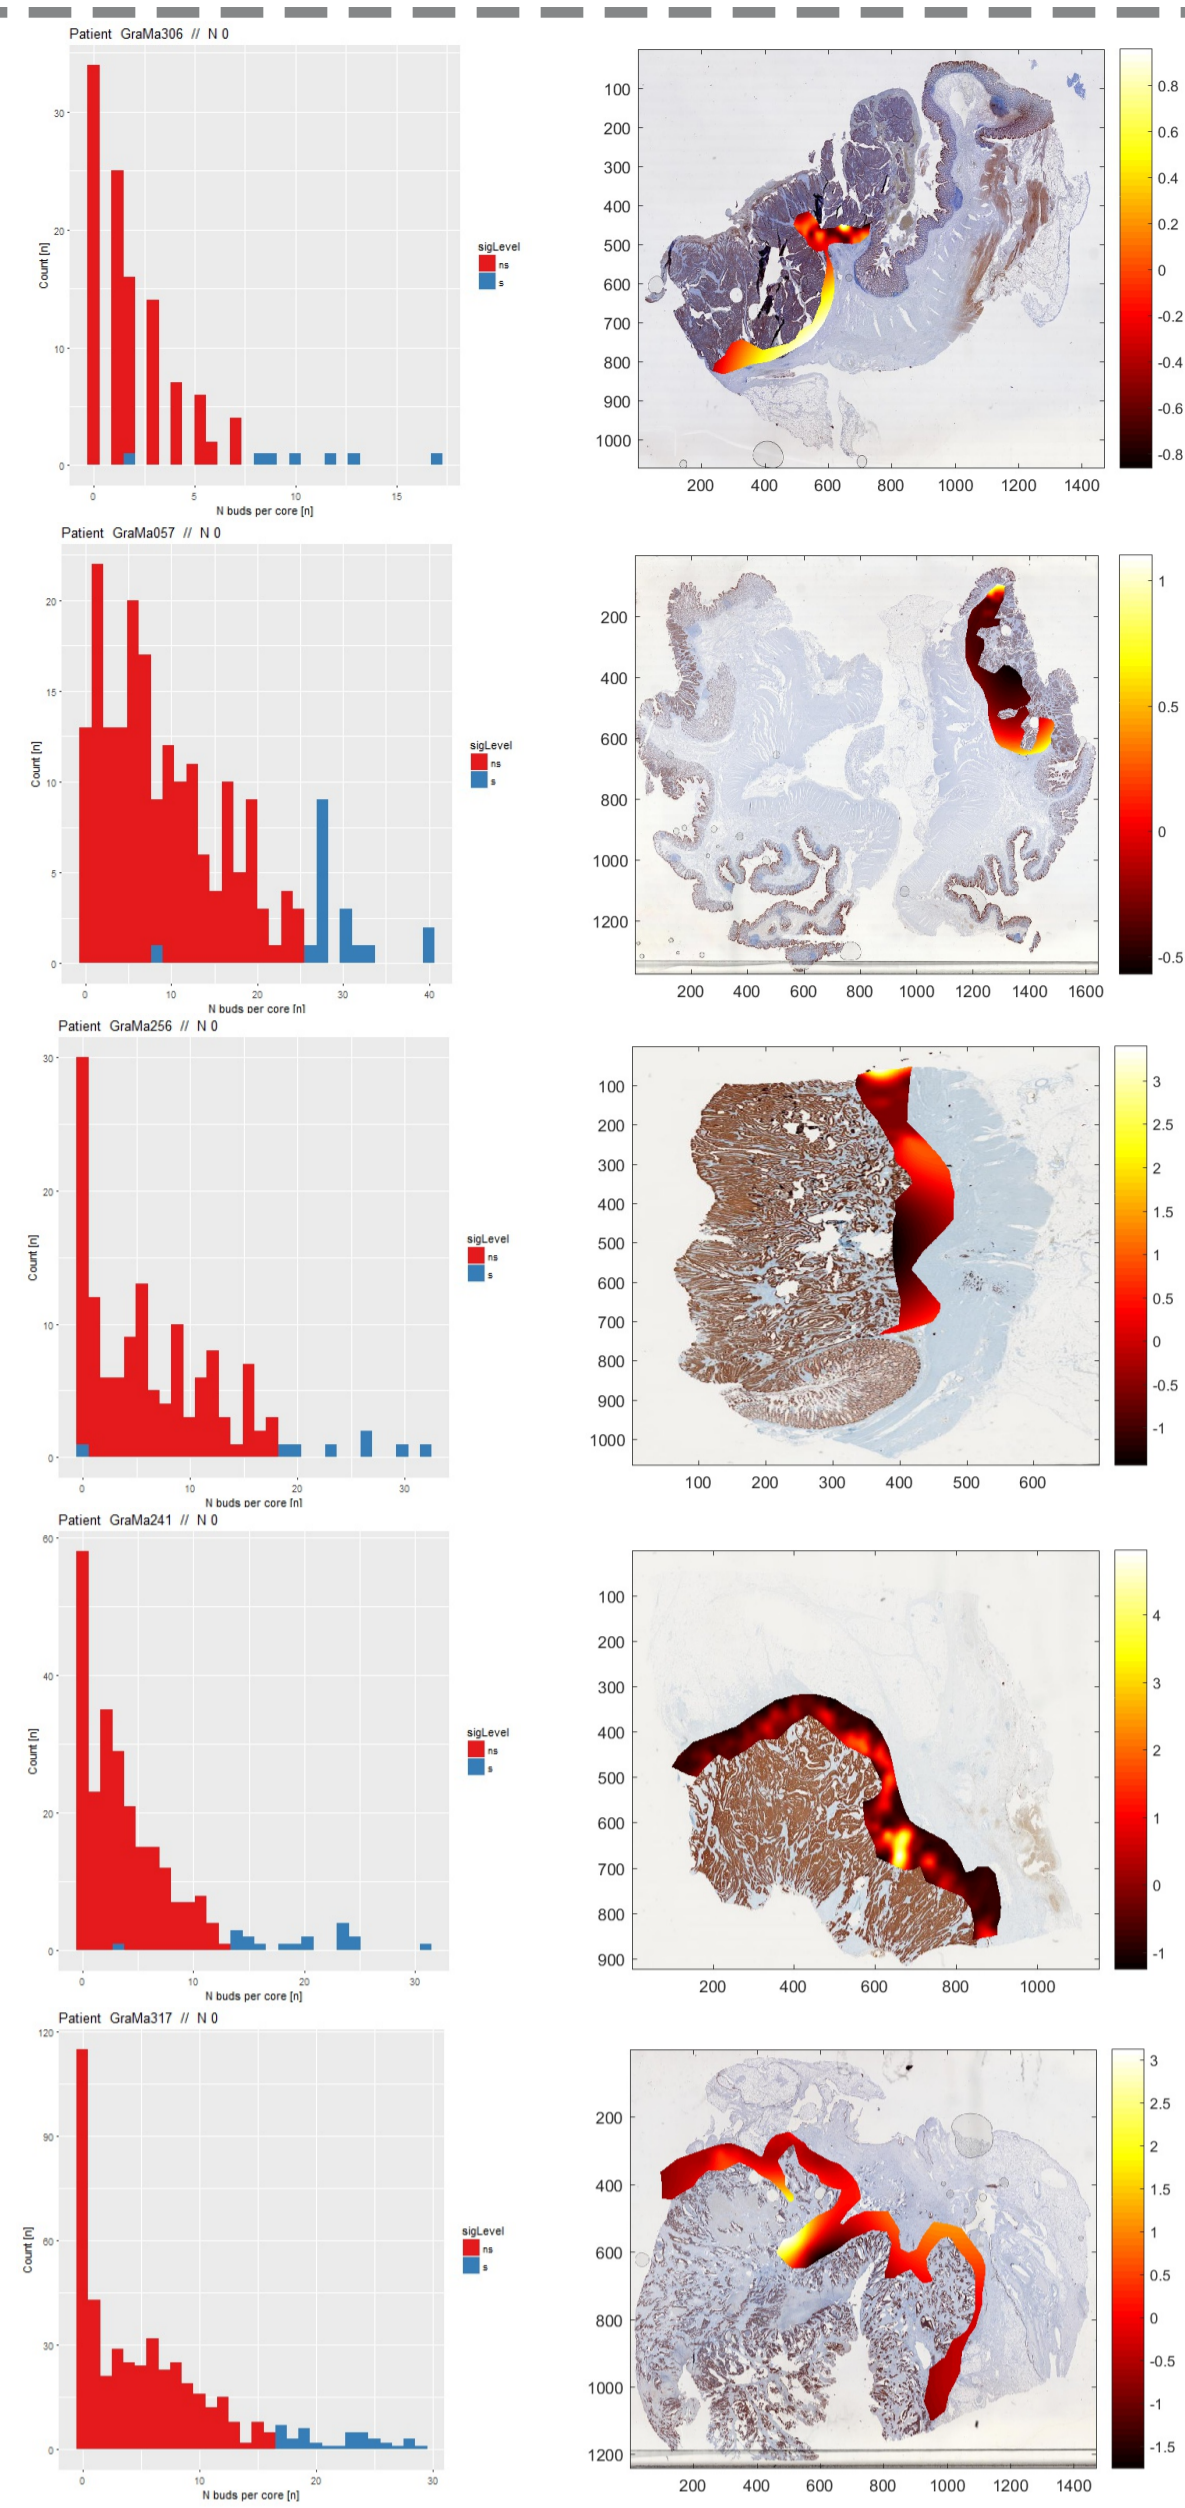 Patient GraMa306 // N 0
30
20
10
0
Count [n]
0 5 10 15
N buds per core [n]
sigLevel
ns
s
100
200
300
400
500
600
700
800
900
1000
200 400 600 800 1000 1200 1400
0.8
0.6
0.4
0.2
0
-0.2
-0.4
-0.6
-0.8
Patient GraMa057 // N 0
20
15
10
5
0
Count [n]
0 10 20 30 40
N buds per core [n]
sigLevel
ns
s
200
400
600
800
1000
1200
200 400 600 800 1000 1200 1400 1600
1
0.5
0
-0.5
Patient GraMa256 // N 0
30
20
10
0
Count [n]
0 10 20 30
N buds per core [n]
sigLevel
ns
s
100
200
300
400
500
600
700
800
900
1000
100 200 300 400 500 600
3
2.5
2
1.5
1
0.5
0
-0.5
-1
Patient GraMa241 // N 0
60
40
20
0
Count [n]
0 10 20 30
N buds per core [n]
sigLevel
ns
s
100
200
300
400
500
600
700
800
900
200 400 600 800 1000
4
3
2
1
0
-1
Patient GraMa317 // N 0
120
90
60
30
0
Count [n]
0 10 20 30
N buds per core [n]
sigLevel
ns
s
200
400
600
800
1000
1200
200 400 600 800 1000 1200 1400
3
2.5
2
1.5
1
0.5
0
-0.5
-1
-1.5